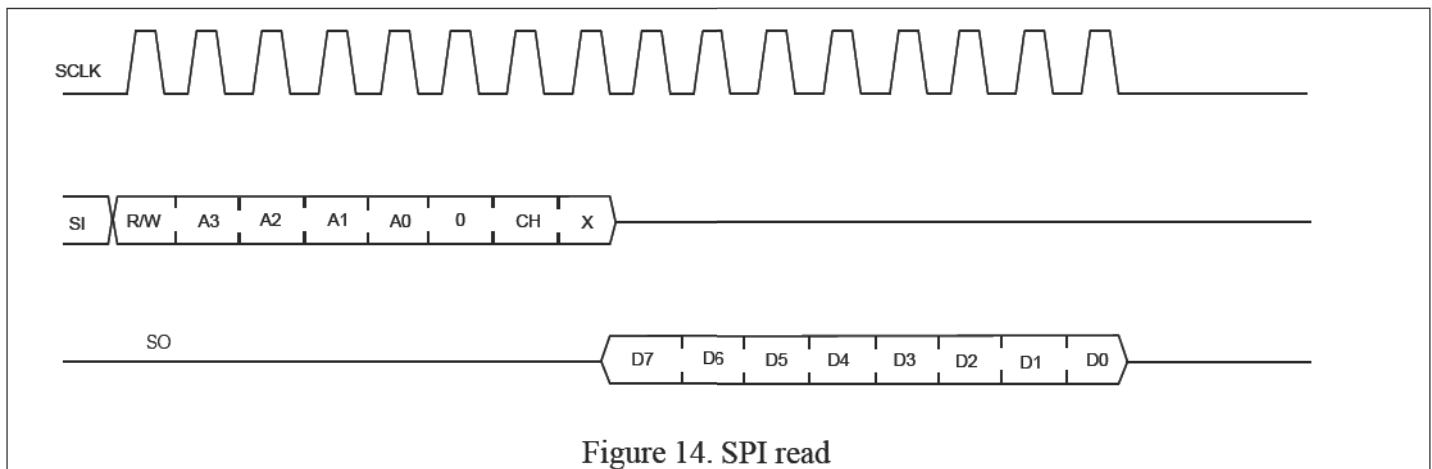 SCLK
SI R/W A3 A2 A1 A0 0 CH X
SO
D7 D6 D5 D4 D3 D2 D1 D0
Figure 14. SPI read